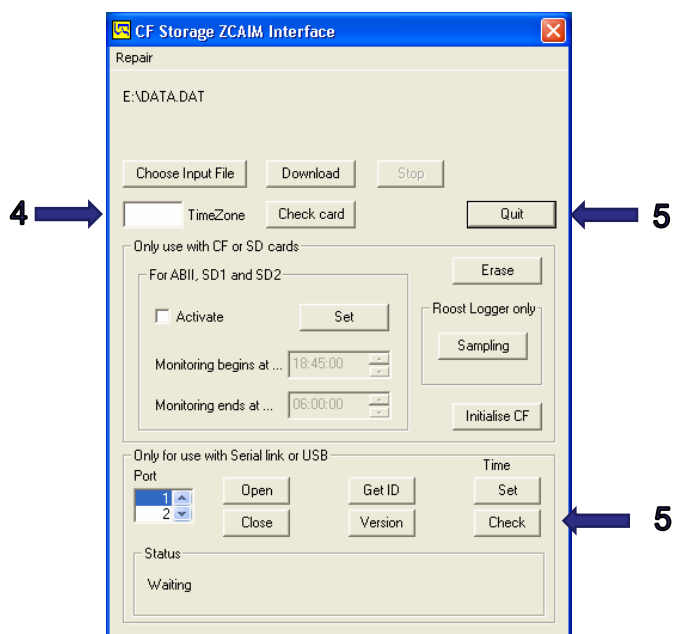 CF Storage ZCAIM Interface
Repair
E:\DATA.DAT
Choose Input File Download Stop
4 TimeZone Check card Quit 5
Only use with CF or SD cards
Erase
For ABII, SD1 and SD2
Roost Logger only
Activate Set
Sampling
Monitoring begins at ... 18:45:00
Monitoring ends at ... 06:00:00
Initialise CF
Only for use with Serial link or USB
Time
Port
1 Open Get ID Set
2 Close Version Check 5
Status
Waiting